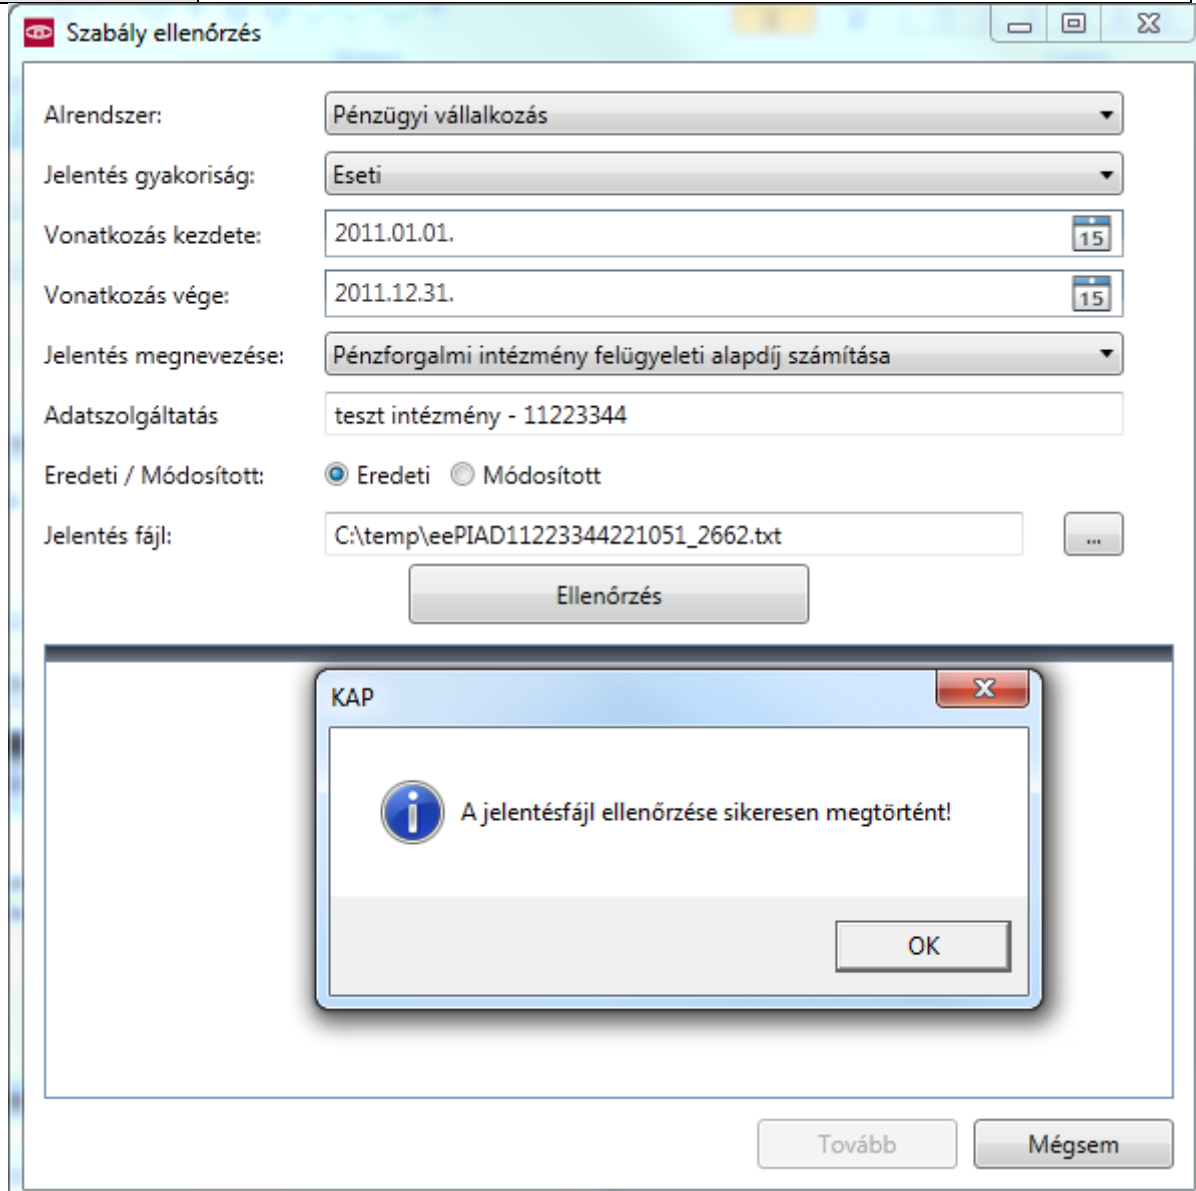 Szabály ellenőrzés
Alrendszer: Pénzügyi vállalkozás
Jelentés gyakoriság: Eseti
Vonatkozás kezdete: 2011.01.01. 15
Vonatkozás vége: 2011.12.31. 15
Jelentés megnevezése: Pénzforgalmi intézmény felügyeleti alapdíj számítása
Adatszolgáltatás teszt intézmény - 11223344
Eredeti / Módosított: Eredeti Módosított
Jelentés fájl: C:\temp\eePIAD11223344221051_2662.txt ...
Ellenőrzés
KAP
A jelentésfájl ellenőrzése sikeresen megtörtént!
OK
Tovább Mégsem